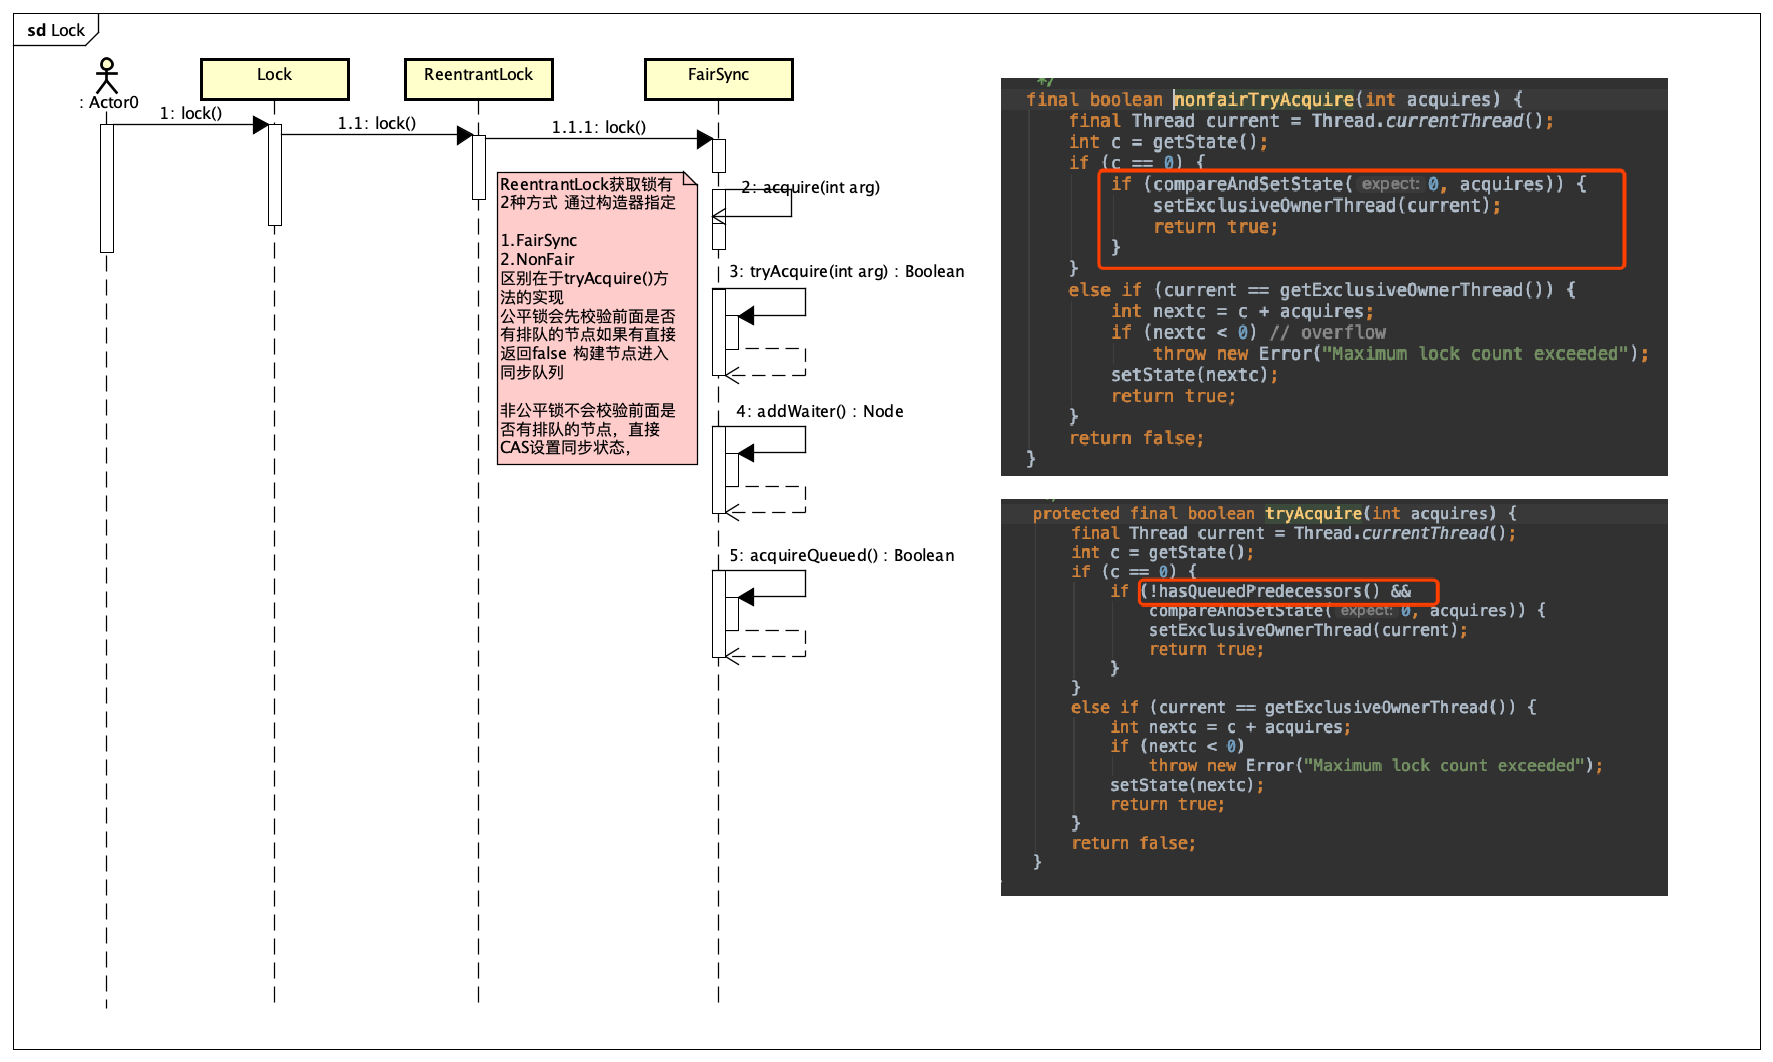 sd Lock
: Actor0
Lock
ReentrantLock
FairSync
1: lock()
1.1: lock()
1.1.1: lock()
ReentrantLock获取锁有
2种方式 通过构造器指定
1.FairSync
2.NonFair
区别在于tryAcquire()方
法的实现
公平锁会先校验前面是否
有排队的节点如果有直接
返回false 构建节点进入
同步队列
非公平锁不会校验前面是
否有排队的节点，直接
CAS设置同步状态，
2: acquire(int arg)
3: tryAcquire(int arg) : Boolean
4: addWaiter() : Node
5: acquireQueued() : Boolean
*/
final boolean nonfairTryAcquire(int acquires) {
final Thread current = Thread.currentThread();
int c = getState();
if (c == 0) {
if (compareAndSetState( expect: 0, acquires)) {
setExclusiveOwnerThread(current);
return true;
}
}
else if (current == getExclusiveOwnerThread()) {
int nextc = c + acquires;
if (nextc < 0) // overflow
throw new Error("Maximum lock count exceeded");
setState(nextc);
return true;
}
return false;
}
protected final boolean tryAcquire(int acquires) {
final Thread current = Thread.currentThread();
int c = getState();
if (c == 0) {
if (!hasQueuedPredecessors() &&
compareAndSetState( expect: 0, acquires)) {
setExclusiveOwnerThread(current);
return true;
}
}
else if (current == getExclusiveOwnerThread()) {
int nextc = c + acquires;
if (nextc < 0)
throw new Error("Maximum lock count exceeded");
setState(nextc);
return true;
}
return false;
}